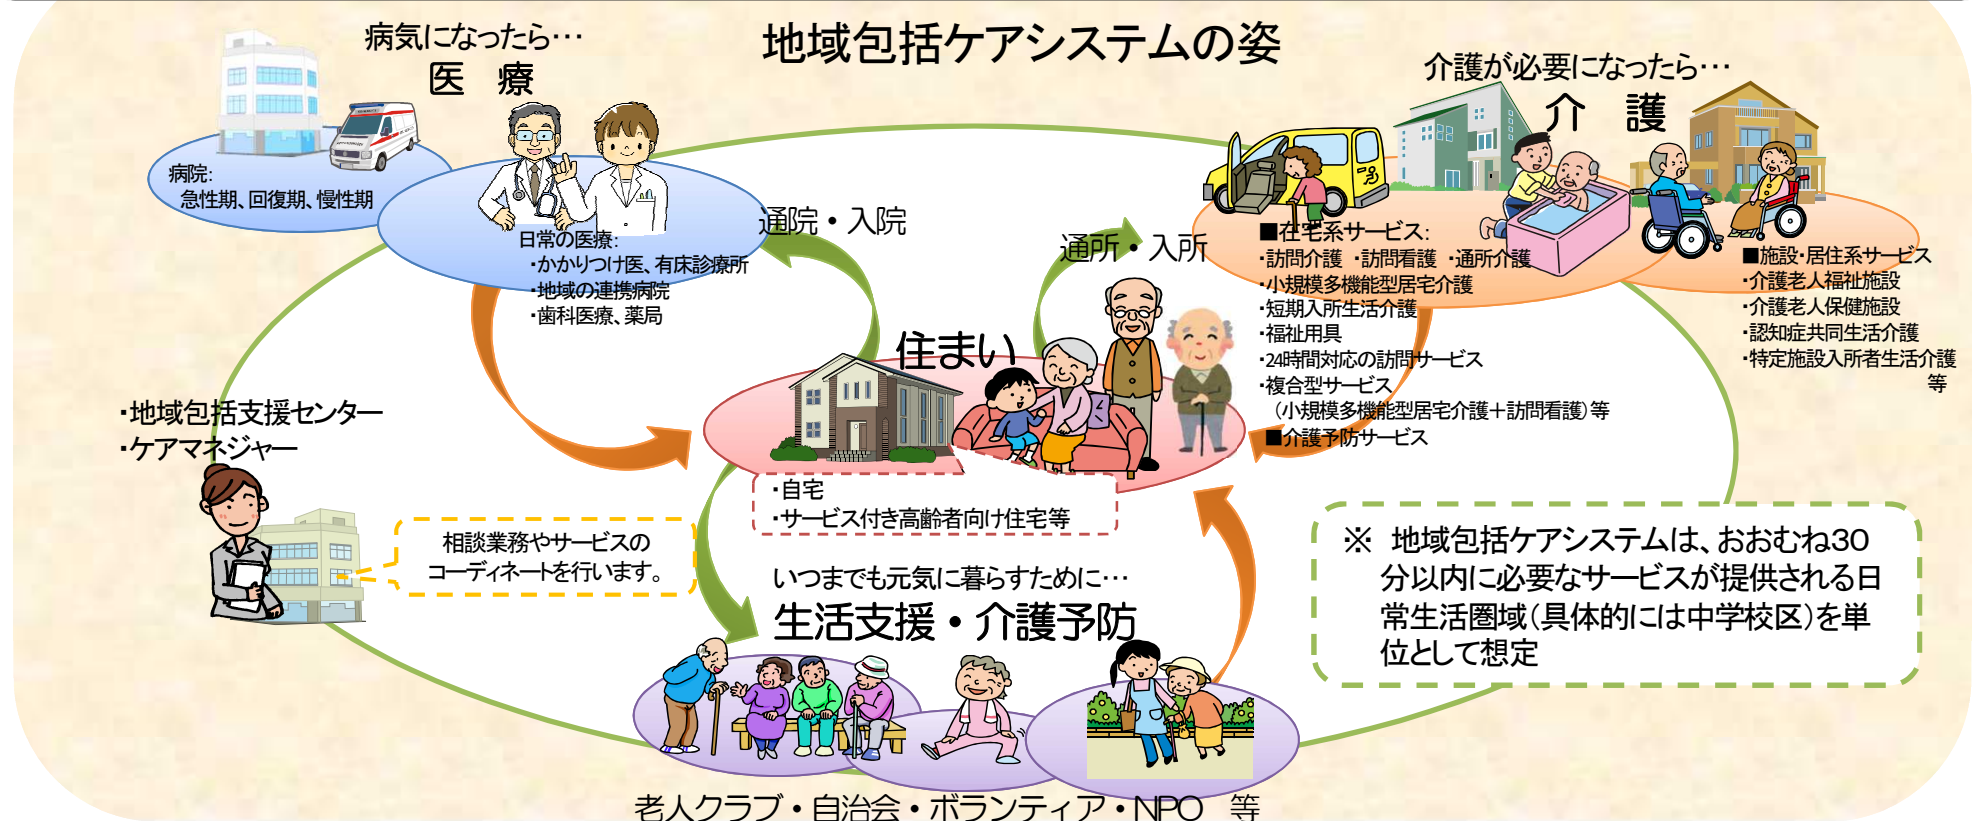 地域包括ケアシステムの姿
病気になったら…
医 療
病院:
急性期、回復期、慢性期
日常の医療:
・かかりつけ医、有床診療所
・地域の連携病院
・歯科医療、薬局
通院・入院
介護が必要になったら…
介 護
通所・入所
■在宅系サービス:
・訪問介護 ・訪問看護 ・通所介護
・小規模多機能型居宅介護
・短期入所生活介護
・福祉用具
・24時間対応の訪問サービス
・複合型サービス
（小規模多機能型居宅介護＋訪問看護）等
■介護予防サービス
■施設・居住系サービス
・介護老人福祉施設
・介護老人保健施設
・認知症共同生活介護
・特定施設入所者生活介護
等
住まい
・自宅
・サービス付き高齢者向け住宅等
・地域包括支援センター
・ケアマネジャー
相談業務やサービスの
コーディネートを行います。
いつまでも元気に暮らすために…
生活支援・介護予防
老人クラブ・自治会・ボランティア・NPO 等
※ 地域包括ケアシステムは、おおむね30
分以内に必要なサービスが提供される日
常生活圏域（具体的には中学校区）を単
位として想定